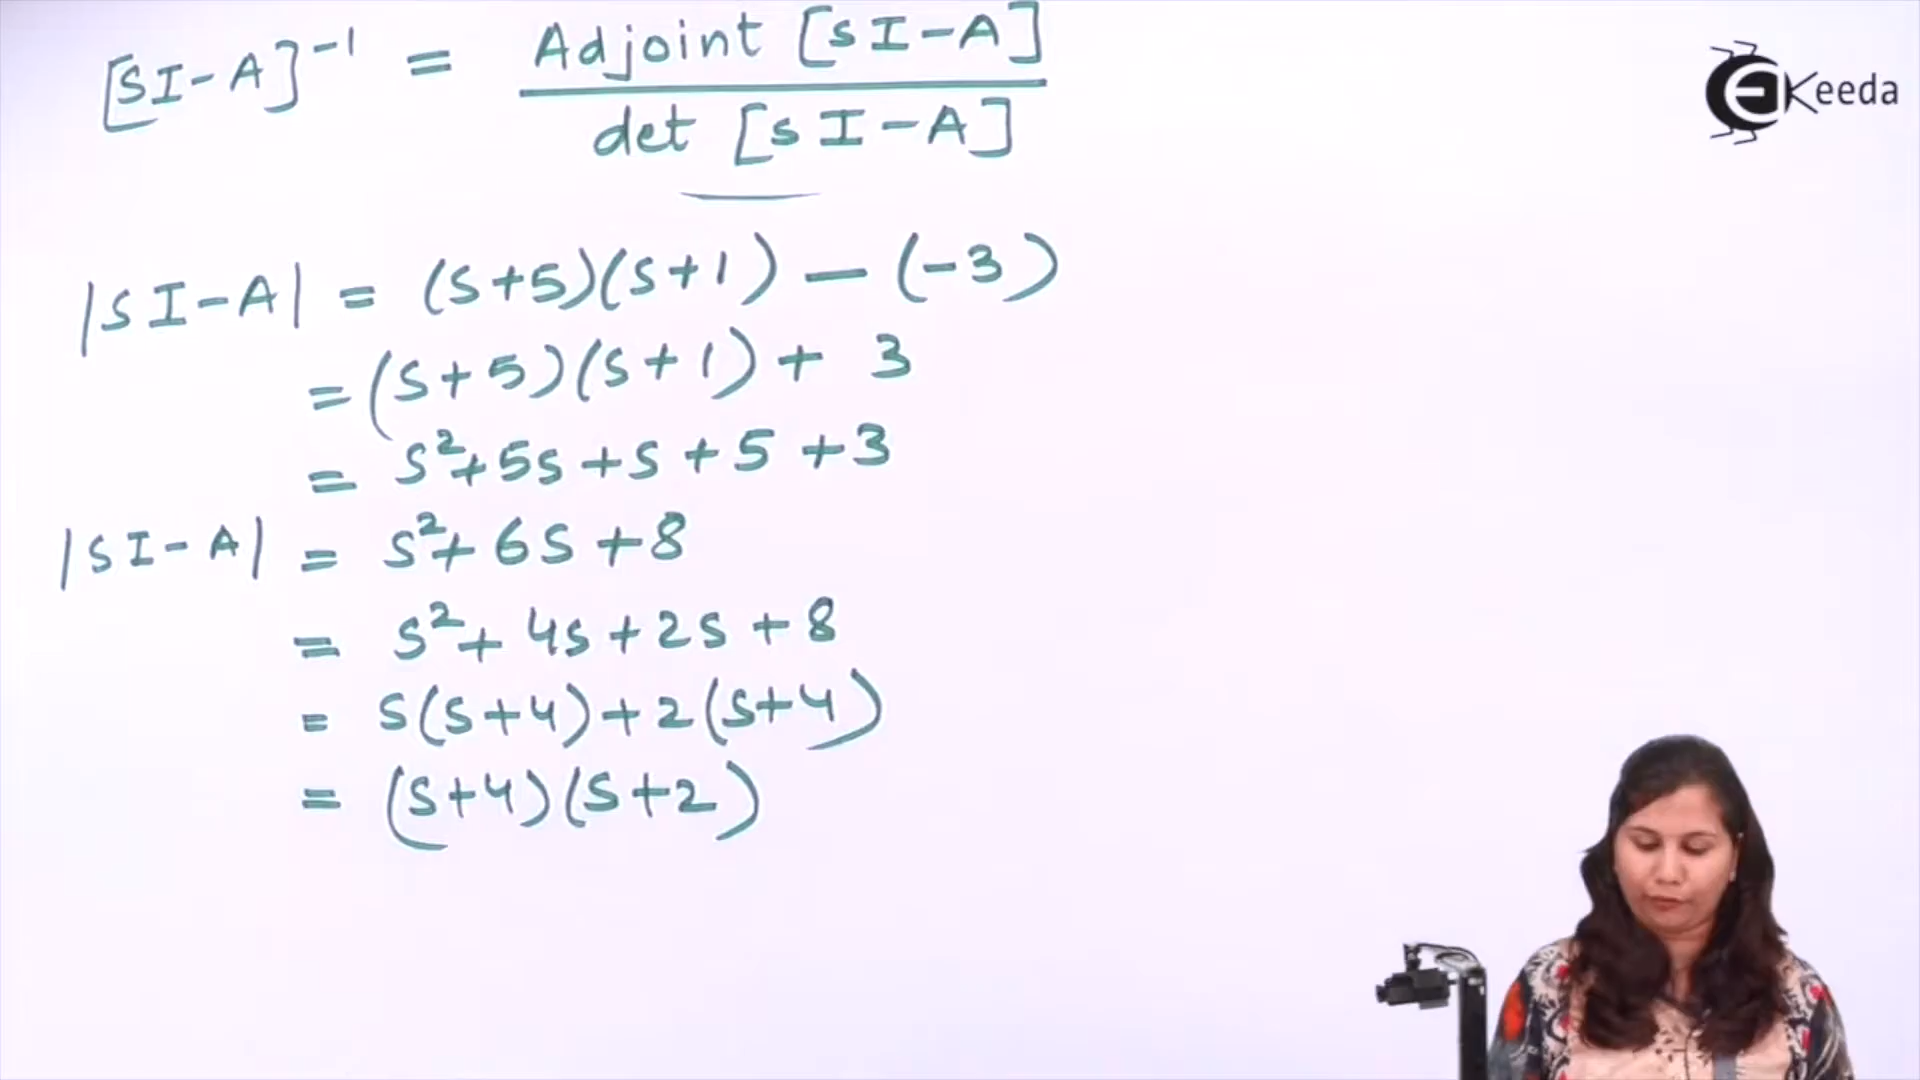 [SI-A]⁻¹ = Adjoint [SI-A] / det [SI-A]
EKeeda
|SI-A| = (S+5)(S+1) - (-3)
= (S+5)(S+1) + 3
= S²+5S+S+5+3
|SI-A| = S²+6S+8
= S²+4S+2S+8
= S(S+4)+2(S+4)
= (S+4)(S+2)